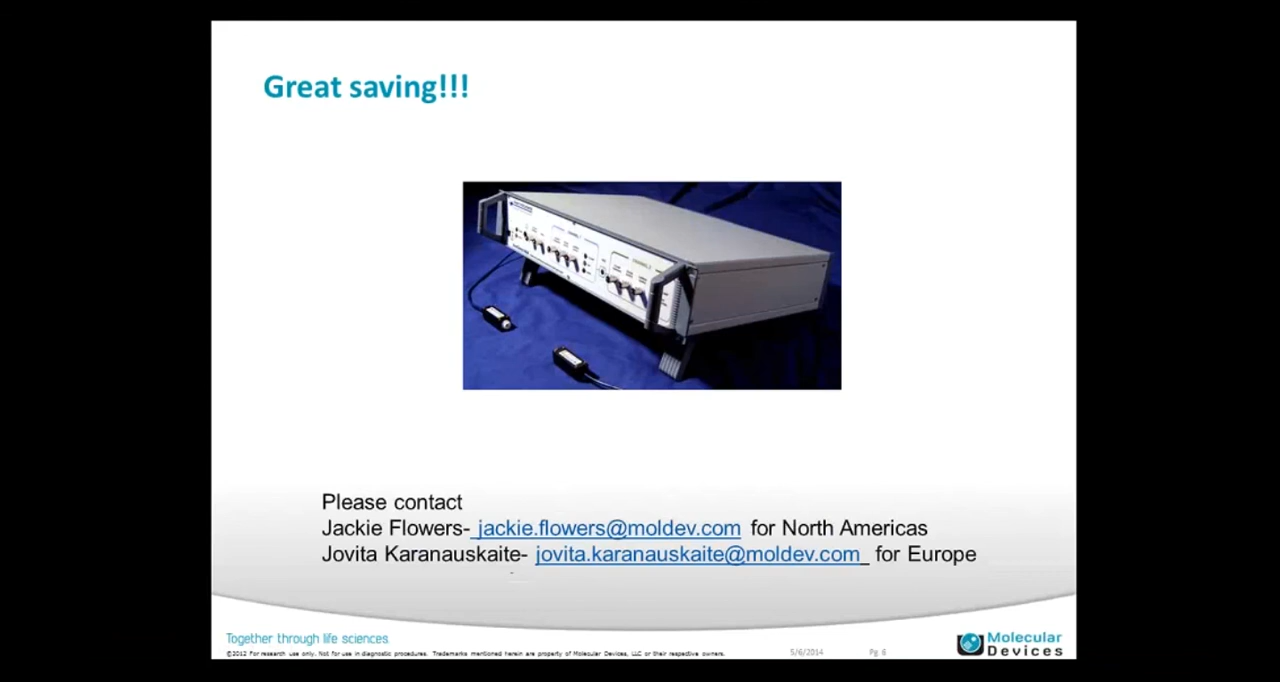 Great saving!!!
Please contact
Jackie Flowers- jackie.flowers@moldev.com for North Americas
Jovita Karanauskaite- jovita.karanauskaite@moldev.com for Europe
Together through life sciences.
©2012 For research use only. Not for use in diagnostic procedures. Trademarks mentioned herein are property of Molecular Devices, LLC or their respective owners.
5/6/2014
Pg. 6
Molecular
Devices